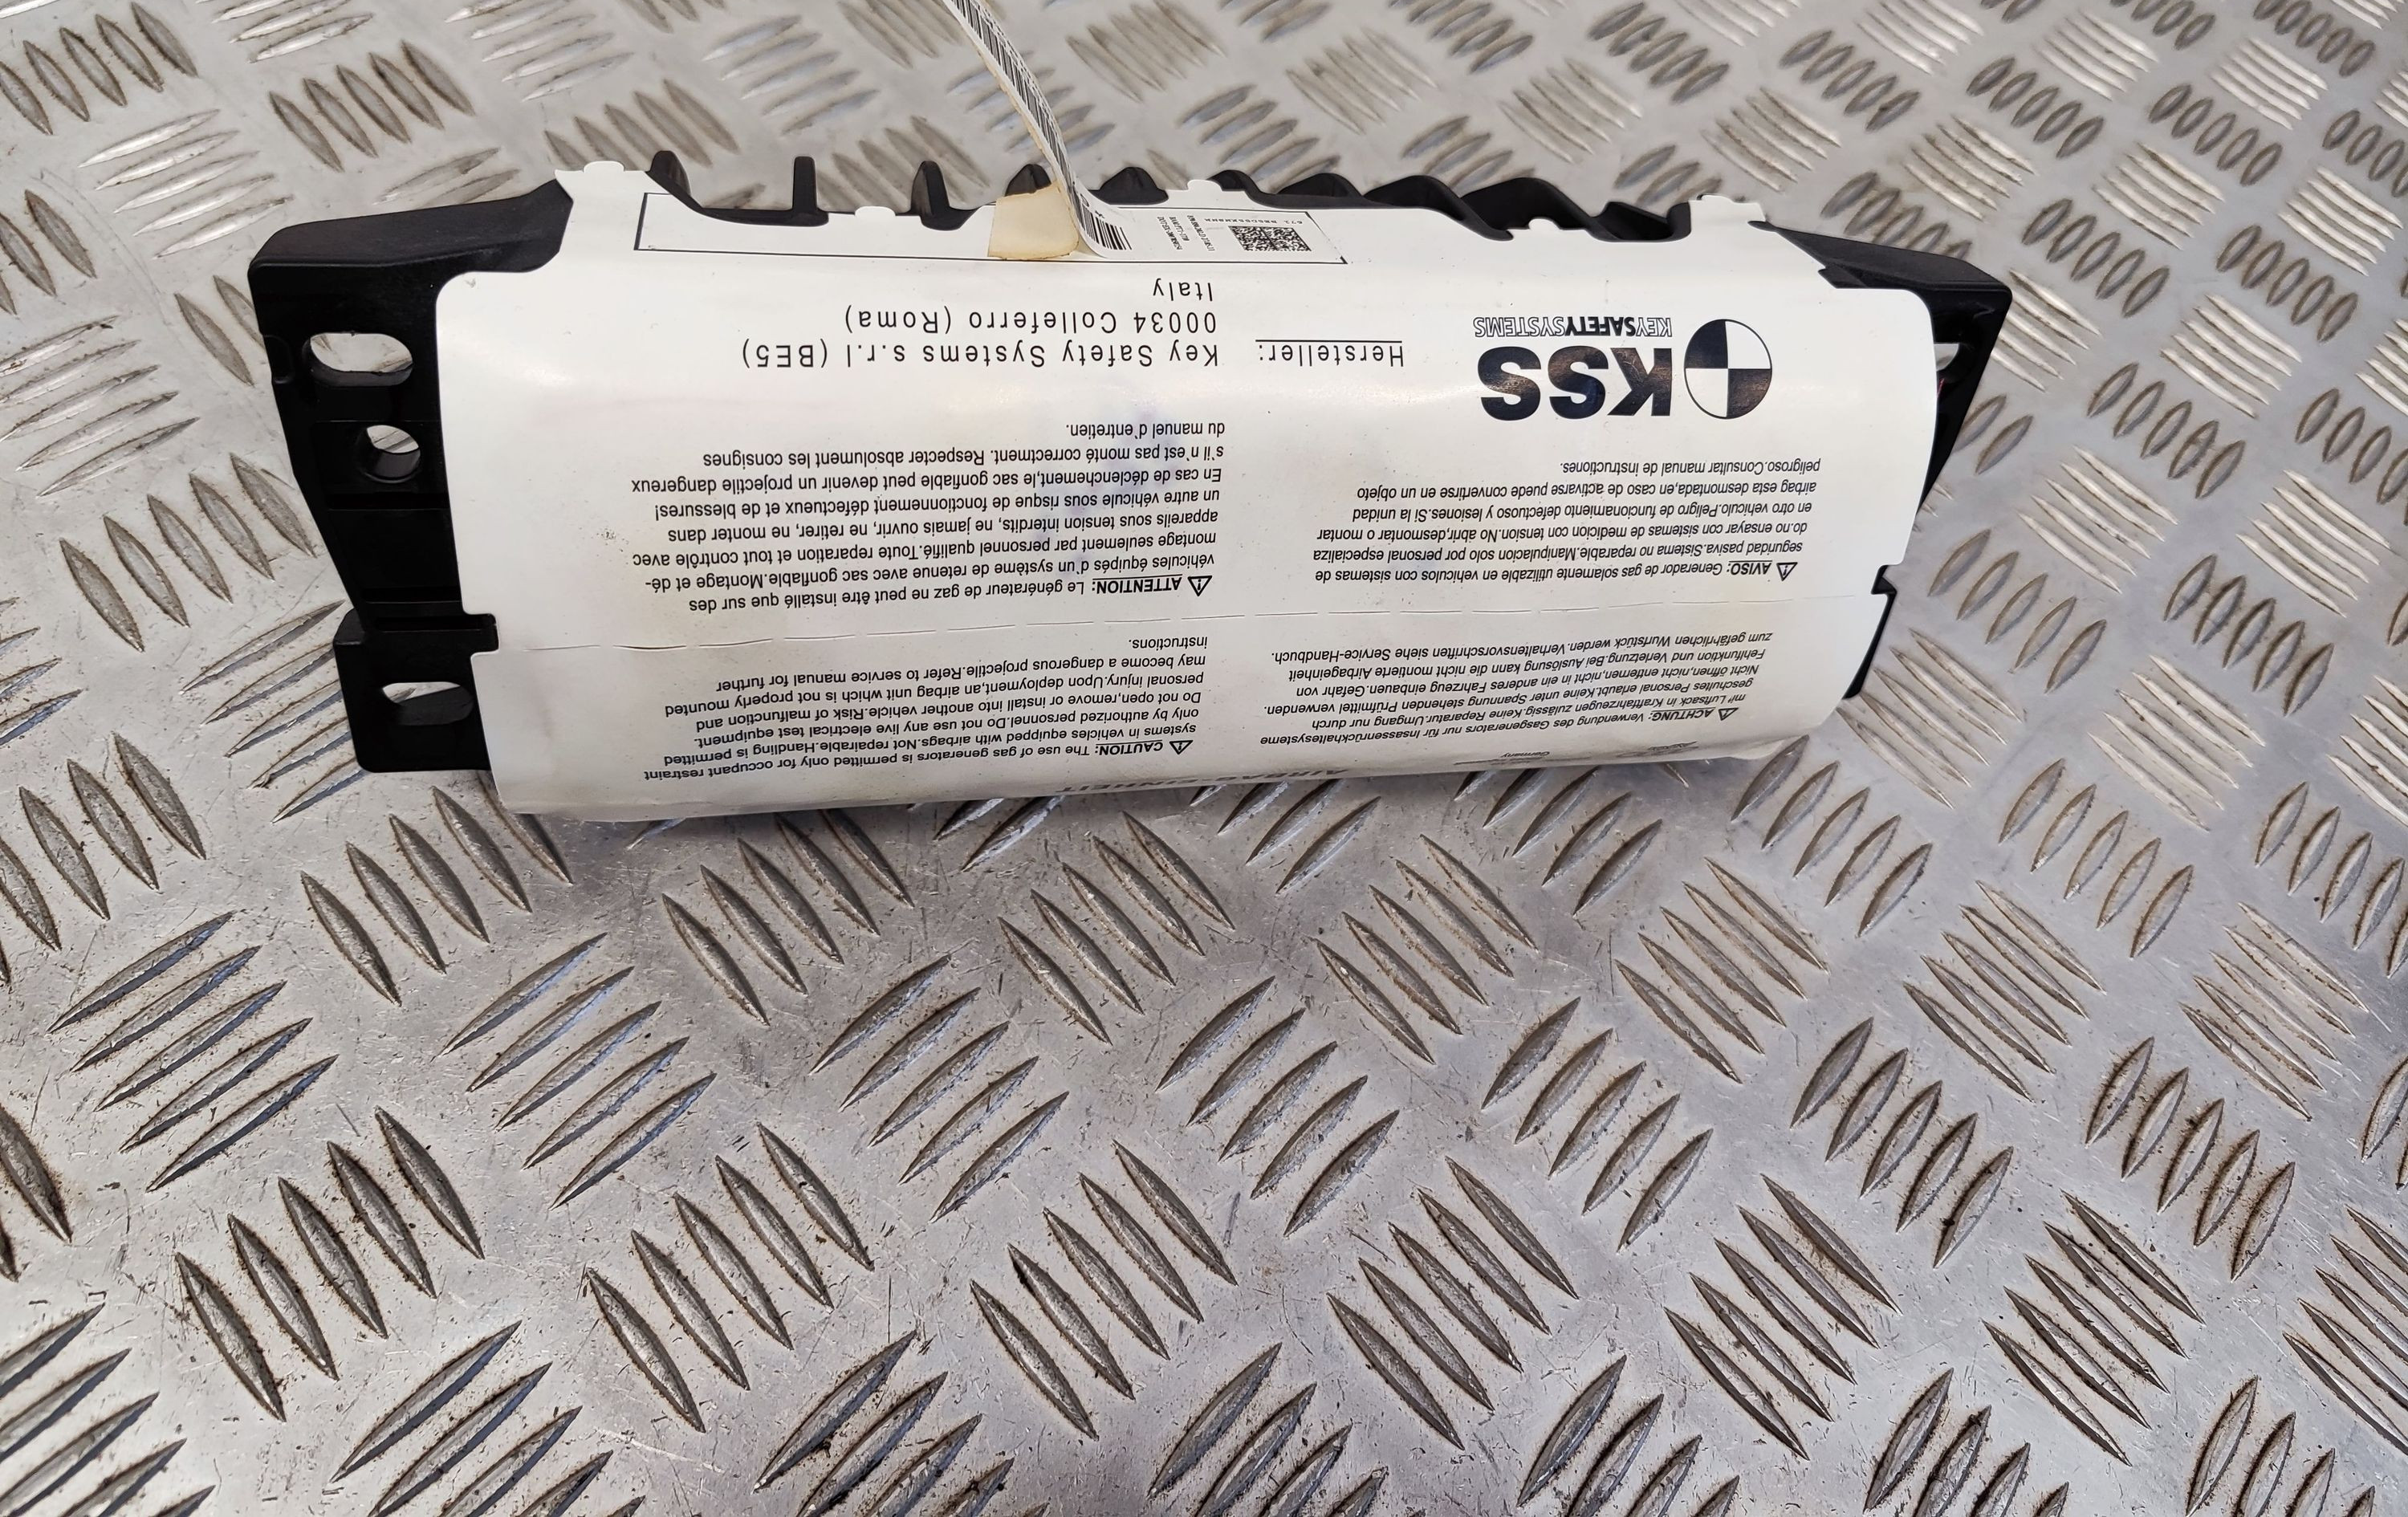 Germany
ACHTUNG: Verwendung des Gasgenerators nur für Insassenrückhaltesysteme
mit Luftsack in Kraftfahrzeugen zulässig.Keine Reparatur.Umgang nur durch
geschultes Personal erlaubt.Keine unter Spannung stehenden Prüfmittel verwenden.
Nicht öffnen,nicht entfernen,nicht in ein anderes Fahrzeug einbauen.Gefahr von
Fehlfunktion und Verletzung.Bei Auslösung kann die nicht montierte Airbageinheit
zum gefährlichen Wurfstück werden.Verhaltensvorschriften siehe Service-Handbuch.
CAUTION: The use of gas generators is permitted only for occupant restraint
systems in vehicles equipped with airbags.Not repairable.Handling is permitted
only by authorized personnel.Do not use any live electrical test equipment.
Do not open,remove or install into another vehicle.Risk of malfunction and
personal injury.Upon deployment,an airbag unit which is not properly mounted
may become a dangerous projectile.Refer to service manual for further
instructions.
AVISO: Generador de gas solamente utilizable en vehiculos con sistemas de
seguridad pasiva.Sistema no reparable.Manipulacion solo por personal especializa
do.no ensayar con sistemas de medicion con tension.No abrir,desmontar o montar
en otro vehiculo.Peligro de funcionamiento defectuoso y lesiones.Si la unidad
airbag esta desmontada,en caso de activarse puede convertirse en un objeto
peligroso.Consultar manual de instructiones.
ATTENTION: Le générateur de gaz ne peut être installé que sur des
véhicules équipés d'un système de retenue avec sac gonflable.Montage et dé-
montage seulement par personnel qualifié.Toute réparation et tout contrôle avec
appareils sous tension interdits, ne jamais ouvrir, ne retirer, ne monter dans
un autre véhicule sous risque de fonctionnement défectueux et de blessures!
En cas de déclenchement,le sac gonflable peut devenir un projectile dangereux
s'il n'est pas monté correctement. Respecter absolument les consignes
du manuel d'entretien.
KSS
KEYSAFETYSYSTEMS
Hersteller:
Key Safety Systems s.r.l (BE5)
00034 Colleferro (Roma)
Italy